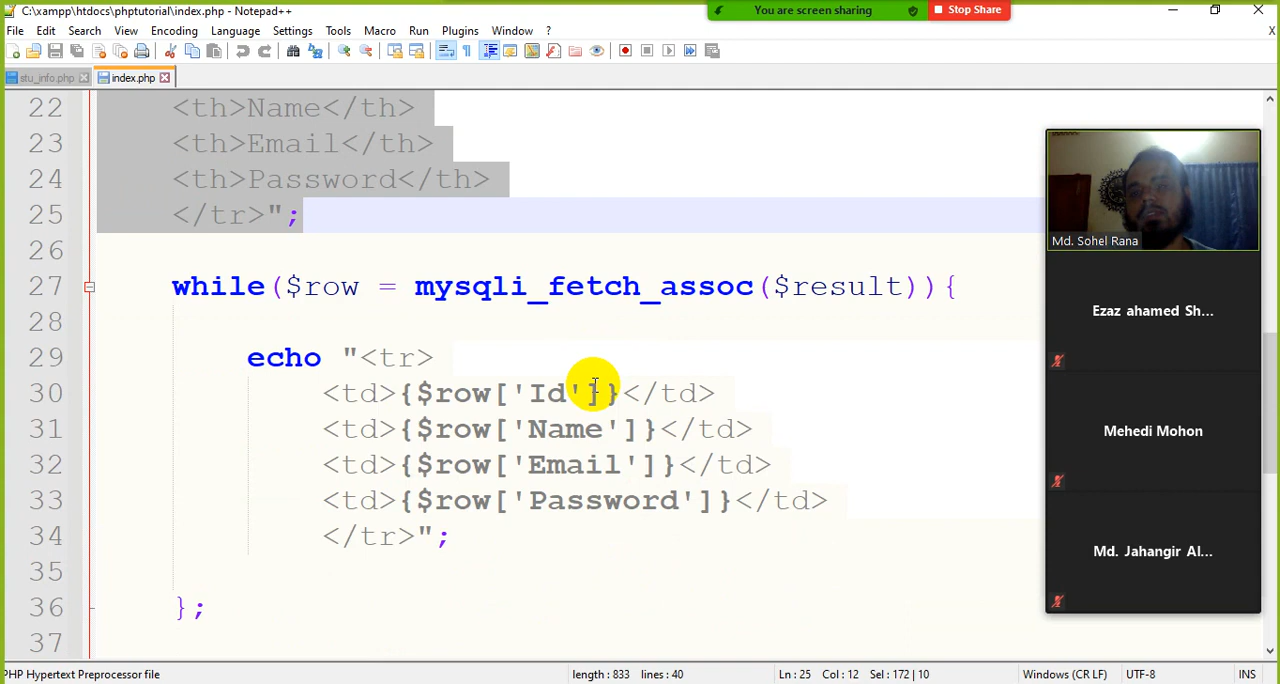 C:\xampp\htdocs\phptutorial\index.php - Notepad++
You are screen sharing
Stop Share
File Edit Search View Encoding Language Settings Tools Macro Run Plugins Window ?
X
stu_info.php
index.php
22 <th>Name</th>
23 <th>Email</th>
24 <th>Password</th>
25 </tr>";
26
27 while($row = mysqli_fetch_assoc($result)){
28
29 echo "<tr>
30 <td>{$row['Id']}</td>
31 <td>{$row['Name']}</td>
32 <td>{$row['Email']}</td>
33 <td>{$row['Password']}</td>
34 </tr>";
35
36 };
37
Md. Sohel Rana
Ezaz ahamed Sh...
Mehedi Mohon
Md. Jahangir Al...
PHP Hypertext Preprocessor file
length : 833 lines : 40
Ln : 25 Col : 12 Sel : 172 | 10
Windows (CR LF)
UTF-8
INS